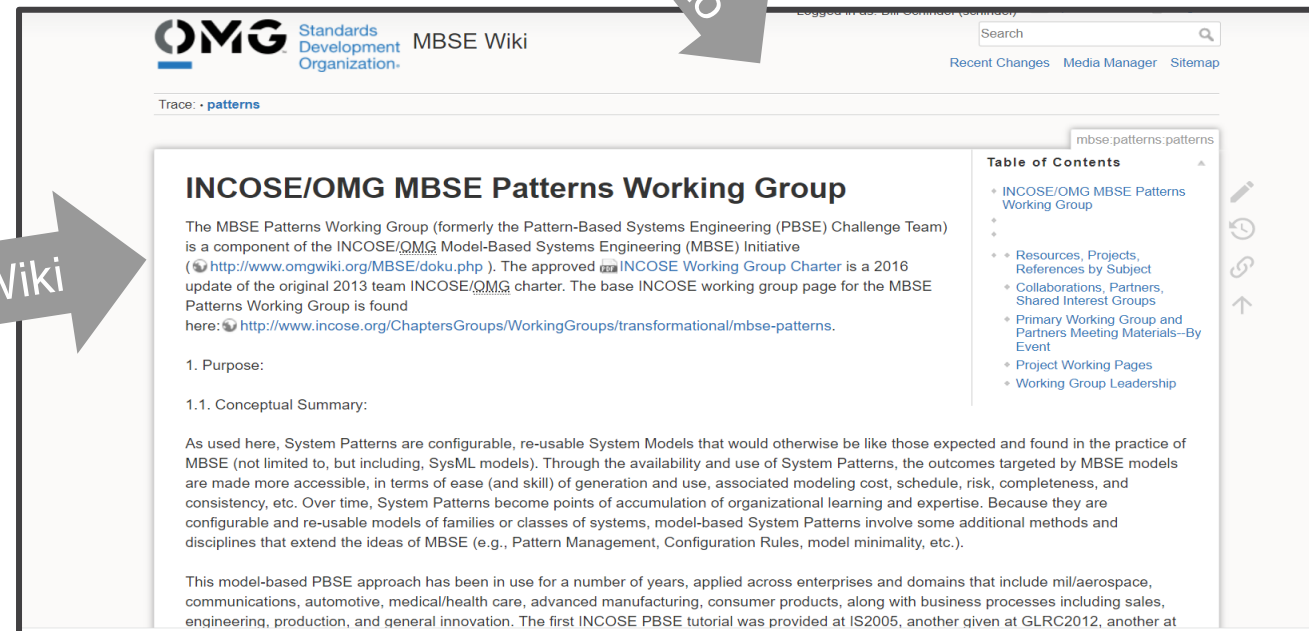 OMG Standards
Development
Organization
MBSE Wiki
Search
Recent Changes Media Manager Sitemap
Trace: • patterns
mbse:patterns:patterns
INCOSE/OMG MBSE Patterns Working Group
The MBSE Patterns Working Group (formerly the Pattern-Based Systems Engineering (PBSE) Challenge Team)
is a component of the INCOSE/OMG Model-Based Systems Engineering (MBSE) Initiative
(http://www.omgwiki.org/MBSE/doku.php ). The approved INCOSE Working Group Charter is a 2016
update of the original 2013 team INCOSE/OMG charter. The base INCOSE working group page for the MBSE
Patterns Working Group is found
here: http://www.incose.org/ChaptersGroups/WorkingGroups/transformational/mbse-patterns.
1. Purpose:
1.1. Conceptual Summary:
As used here, System Patterns are configurable, re-usable System Models that would otherwise be like those expected and found in the practice of
MBSE (not limited to, but including, SysML models). Through the availability and use of System Patterns, the outcomes targeted by MBSE models
are made more accessible, in terms of ease (and skill) of generation and use, associated modeling cost, schedule, risk, completeness, and
consistency, etc. Over time, System Patterns become points of accumulation of organizational learning and expertise. Because they are
configurable and re-usable models of families or classes of systems, model-based System Patterns involve some additional methods and
disciplines that extend the ideas of MBSE (e.g., Pattern Management, Configuration Rules, model minimality, etc.).
This model-based PBSE approach has been in use for a number of years, applied across enterprises and domains that include mil/aerospace,
communications, automotive, medical/health care, advanced manufacturing, consumer products, along with business processes including sales,
engineering, production, and general innovation. The first INCOSE PBSE tutorial was provided at IS2005, another given at GLRC2012, another at
Table of Contents
INCOSE/OMG MBSE Patterns
Working Group
Resources, Projects,
References by Subject
Collaborations, Partners,
Shared Interest Groups
Primary Working Group and
Partners Meeting Materials--By
Event
Project Working Pages
Working Group Leadership
Wiki